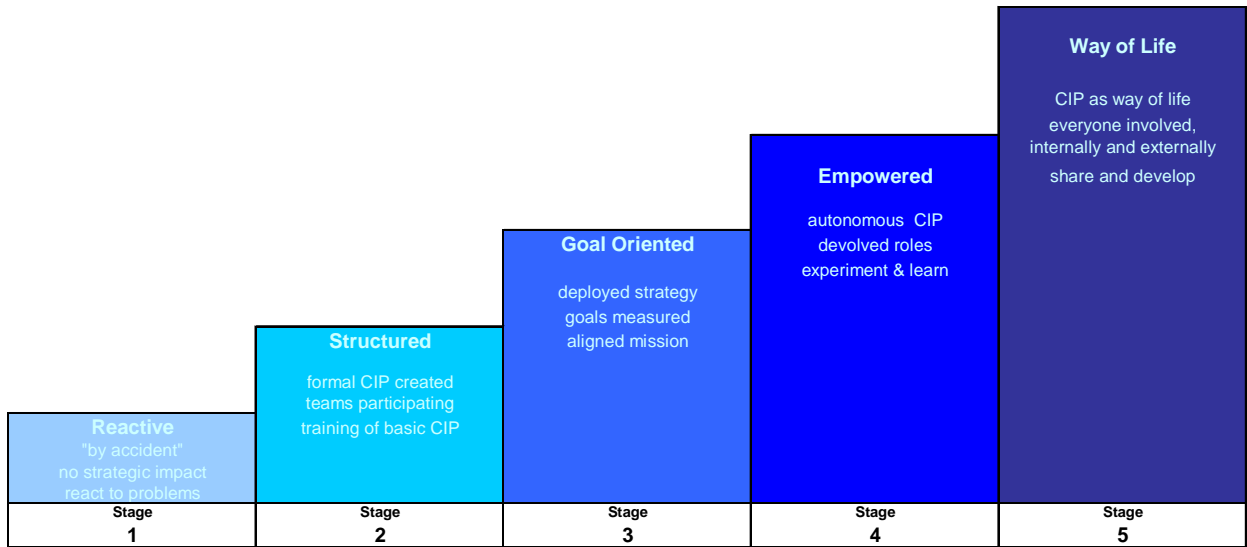 Way of Life
CIP as way of life
everyone involved,
internally and externally
share and develop
Empowered
autonomous CIP
devolved roles
experiment & learn
Goal Oriented
deployed strategy
goals measured
aligned mission
Structured
formal CIP created
teams participating
training of basic CIP
Reactive
"by accident"
no strategic impact
react to problems
Stage
1
Stage
2
Stage
3
Stage
4
Stage
5